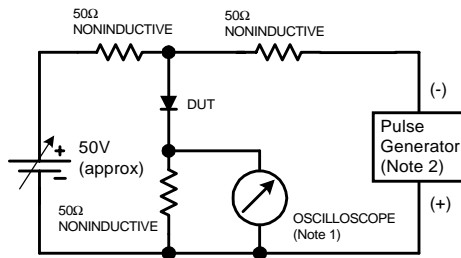 50Ω
NONINDUCTIVE
50Ω
NONINDUCTIVE
DUT
(-)
Pulse
Generator
(Note 2)
(+)
+
50V
(approx)
-
50Ω
NONINDUCTIVE
OSCILLOSCOPE
(Note 1)